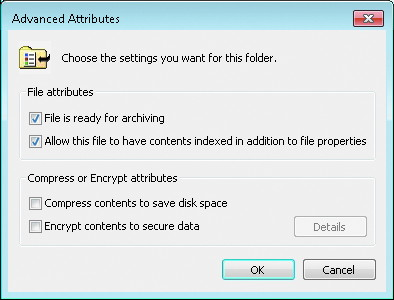 Advanced Attributes
Choose the settings you want for this folder.
File attributes
File is ready for archiving
Allow this file to have contents indexed in addition to file properties
Compress or Encrypt attributes
Compress contents to save disk space
Encrypt contents to secure data
Details
OK
Cancel